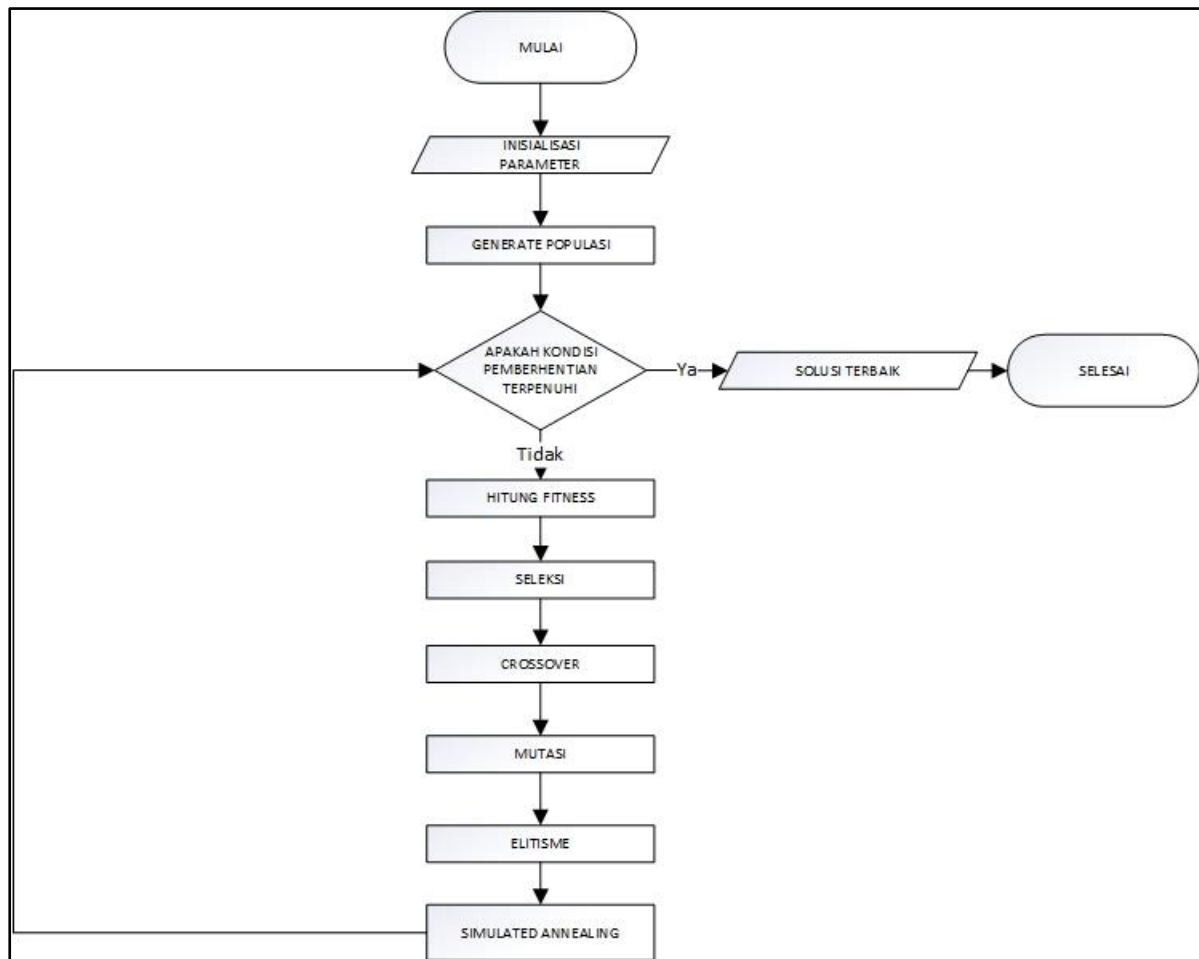 MULAI
INISIALISASI
PARAMETER
GENERATE POPULASI
APAKAH KONDISI
PEMBERHENTIAN
TERPENUHI
Ya
SOLUSI TERBAIK
SELESAI
Tidak
HITUNG FITNESS
SELEKSI
CROSSOVER
MUTASI
ELITISME
SIMULATED ANNEALING